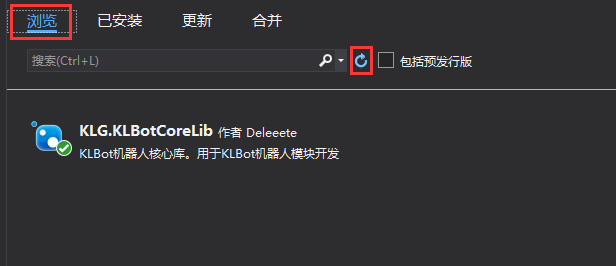 浏览 已安装 更新 合并
搜索(Ctrl+L) 包括预发行版
KLG.KLBotCoreLib 作者 Deleeete
KLBot机器人核心库。用于KLBot机器人模块开发